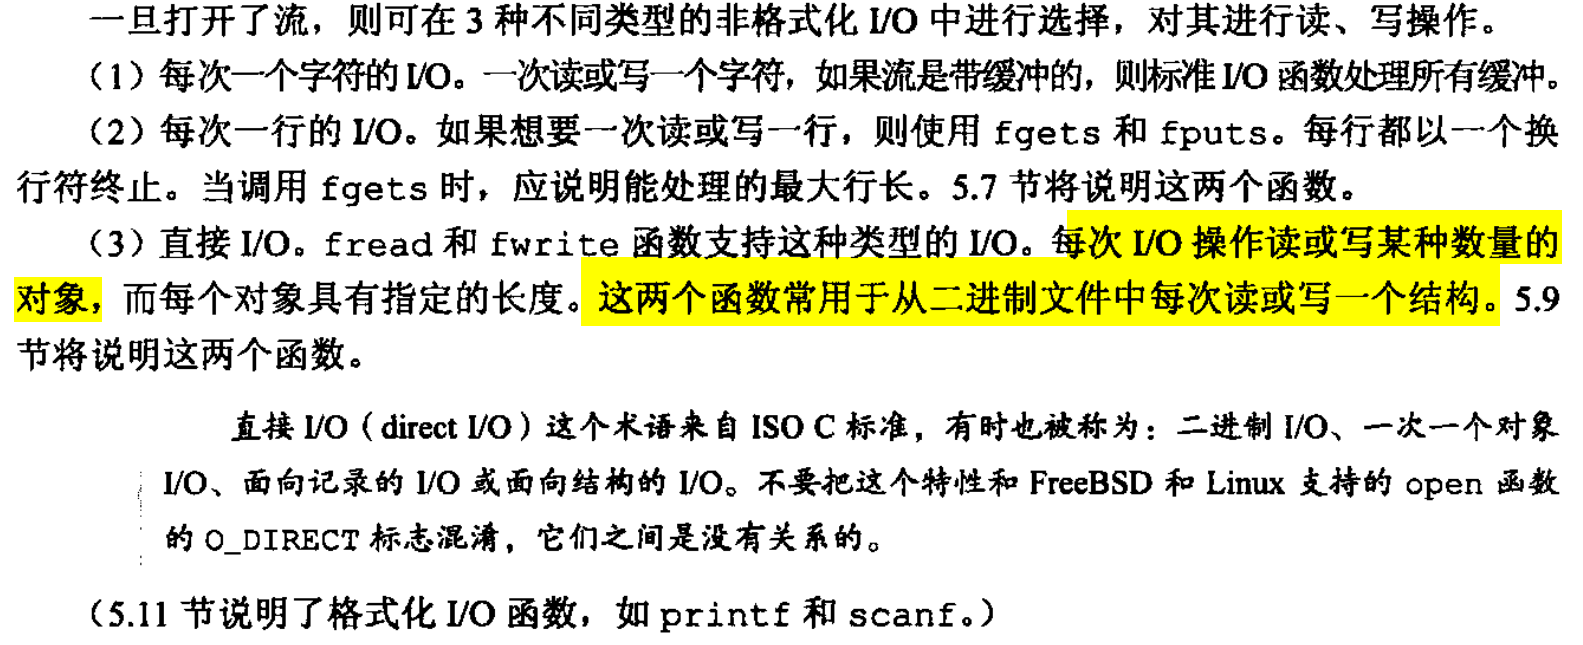 一旦打开了流，则可在 3 种不同类型的非格式化 I/O 中进行选择，对其进行读、写操作。
（1）每次一个字符的 I/O。一次读或写一个字符，如果流是带缓冲的，则标准 I/O 函数处理所有缓冲。
（2）每次一行的 I/O。如果想要一次读或写一行，则使用 fgets 和 fputs。每行都以一个换
行符终止。当调用 fgets 时，应说明能处理的最大行长。5.7 节将说明这两个函数。
（3）直接 I/O。fread 和 fwrite 函数支持这种类型的 I/O。每次 I/O 操作读或写某种数量的
对象，而每个对象具有指定的长度。这两个函数常用于从二进制文件中每次读或写一个结构。5.9
节将说明这两个函数。
直接 I/O（direct I/O）这个术语来自 ISO C 标准，有时也被称为：二进制 I/O、一次一个对象
I/O、面向记录的 I/O 或面向结构的 I/O。不要把这个特性和 FreeBSD 和 Linux 支持的 open 函数
的 O_DIRECT 标志混淆，它们之间是没有关系的。
（5.11 节说明了格式化 I/O 函数，如 printf 和 scanf。）